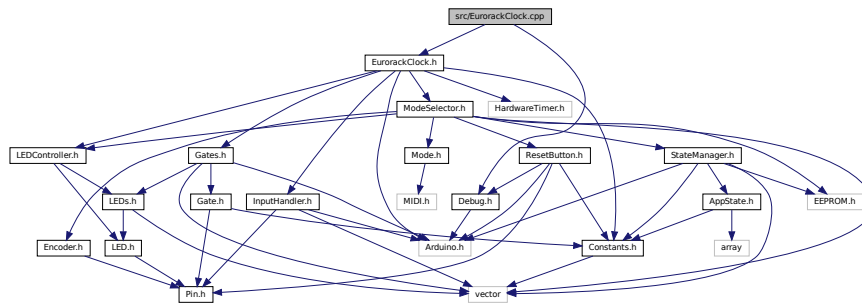 src/EurorackClock.cpp
EurorackClock.h
ModeSelector.h
HardwareTimer.h
LEDController.h
Gates.h
Mode.h
ResetButton.h
StateManager.h
LEDs.h
Gate.h
InputHandler.h
MIDI.h
Debug.h
AppState.h
EEPROM.h
Encoder.h
LED.h
Arduino.h
Constants.h
array
Pin.h
vector